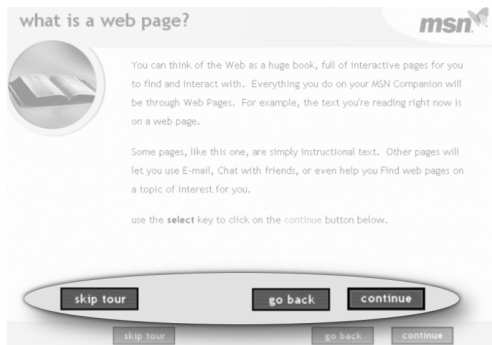 what is a web page?
msn
You can think of the Web as a huge book, full of interactive pages for you
to find and interact with. Everything you do on your MSN Companion will
be through Web Pages. For example, the text you're reading right now is
on a web page.
Some pages, like this one, are simply instructional text. Other pages will
let you use E-mail, Chat with friends, or even help you Find web pages on
a topic of interest for you.
use the select key to click on the continue button below.
skip tour go back continue
skip tour go back continue